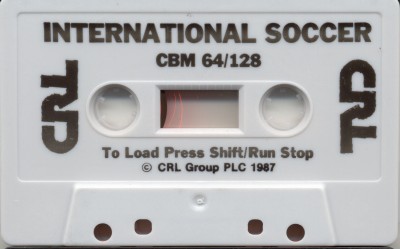 INTERNATIONAL SOCCER
CBM 64/128
CRL
CRL
To Load Press Shift/Run Stop
© CRL Group PLC 1987